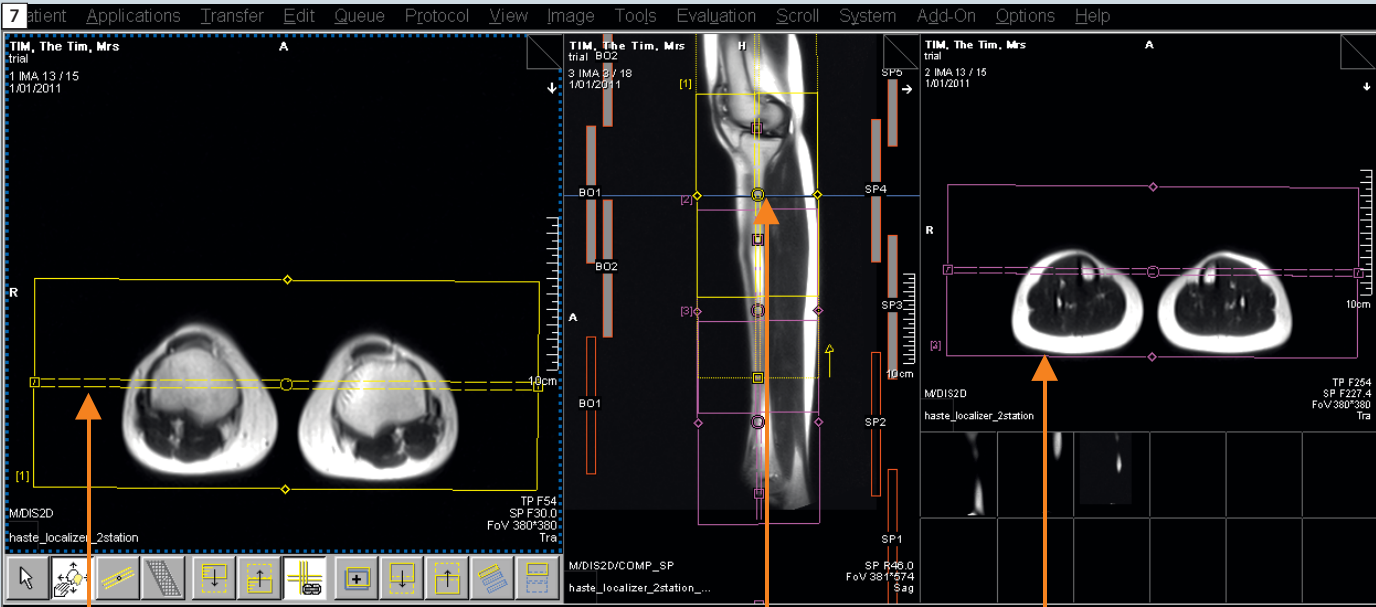 7 atient Applications Transfer Edit Queue Protocol View Image Tools Evaluation Scroll System Add-On Options Help
TIM, The Tim, Mrs
trial
1 IMA 13 / 15
1/01/2011
A
R
[1]
10cm
M/DIS2D
haste_localizer_2station
TP F54
SP F30.0
FoV 380*380
Tra
TIM, The Tim, Mrs
trial
3 IMA 3 / 18
1/01/2011
H
BO2
SP5
[1]
BO1
SP4
[2]
BO2
[3]
SP3
A
10cm
BO1
SP2
SP1
M/DIS2D/COMP_SP
haste_localizer_2station_...
SP R46.0
FoV 381*574
Sag
TIM, The Tim, Mrs
trial
2 IMA 13 / 15
1/01/2011
A
R
10cm
M/DIS2D
haste_localizer_2station
TP F254
SP F227.4
FoV 380*380
Tra